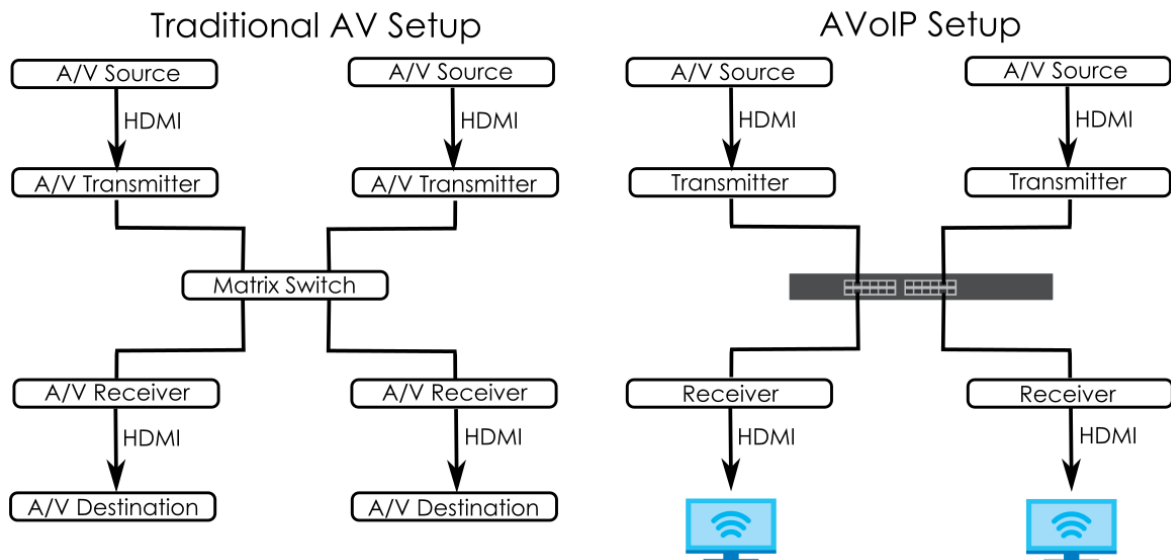 Traditional AV Setup
A/V Source
A/V Source
HDMI
HDMI
A/V Transmitter
A/V Transmitter
Matrix Switch
A/V Receiver
A/V Receiver
HDMI
HDMI
A/V Destination
A/V Destination
AVoIP Setup
A/V Source
A/V Source
HDMI
HDMI
Transmitter
Transmitter
Receiver
Receiver
HDMI
HDMI